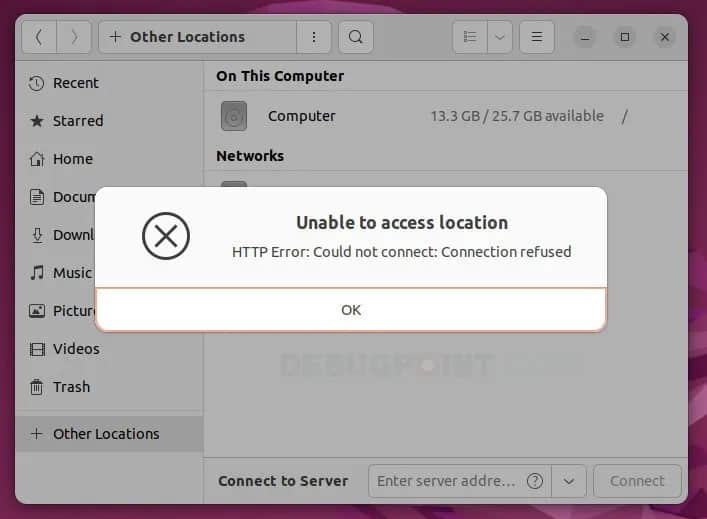 Other Locations
On This Computer
Recent
Starred
Computer 13.3 GB / 25.7 GB available /
Home
Networks
Docum
Downl
Music
Pictur
Videos
Trash
Other Locations
Unable to access location
HTTP Error: Could not connect: Connection refused
OK
DEBUGPOINT
Connect to Server Enter server addre... ? Connect